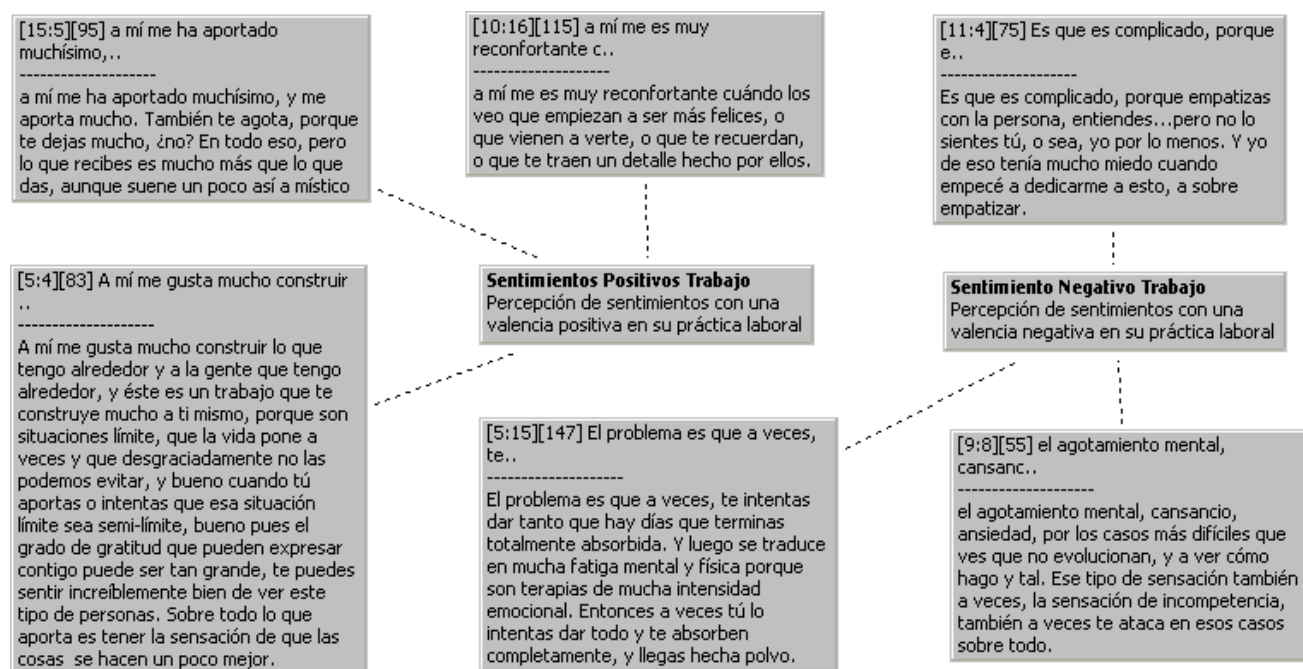 [15:5][95] a mí me ha aportado
muchísimo,..
--------------------
a mí me ha aportado muchísimo, y me
aporta mucho. También te agota, porque
te dejas mucho, ¿no? En todo eso, pero
lo que recibes es mucho más que lo que
das, aunque suene un poco así a místico
[10:16][115] a mí me es muy
reconfortante c..
--------------------
a mí me es muy reconfortante cuándo los
veo que empiezan a ser más felices, o
que vienen a verte, o que te recuerdan,
o que te traen un detalle hecho por ellos.
[11:4][75] Es que es complicado, porque
e..
--------------------
Es que es complicado, porque empatizas
con la persona, entiendes...pero no lo
sientes tú, o sea, yo por lo menos. Y yo
de eso tenía mucho miedo cuando
empecé a dedicarme a esto, a sobre
empatizar.
[5:4][83] A mí me gusta mucho construir
..
--------------------
A mí me gusta mucho construir lo que
tengo alrededor y a la gente que tengo
alrededor, y éste es un trabajo que te
construye mucho a ti mismo, porque son
situaciones límite, que la vida pone a
veces y que desgraciadamente no las
podemos evitar, y bueno cuando tú
aportas o intentas que esa situación
límite sea semi-límite, bueno pues el
grado de gratitud que pueden expresar
contigo puede ser tan grande, te puedes
sentir increíblemente bien de ver este
tipo de personas. Sobre todo lo que
aporta es tener la sensación de que las
cosas se hacen un poco mejor.
Sentimientos Positivos Trabajo
Percepción de sentimientos con una
valencia positiva en su práctica laboral
Sentimiento Negativo Trabajo
Percepción de sentimientos con una
valencia negativa en su práctica laboral
[5:15][147] El problema es que a veces,
te..
--------------------
El problema es que a veces, te intentas
dar tanto que hay días que terminas
totalmente absorbida. Y luego se traduce
en mucha fatiga mental y física porque
son terapias de mucha intensidad
emocional. Entonces a veces tú lo
intentas dar todo y te absorben
completamente, y llegas hecha polvo.
[9:8][55] el agotamiento mental,
cansanc..
--------------------
el agotamiento mental, cansancio,
ansiedad, por los casos más difíciles que
ves que no evolucionan, y a ver cómo
hago y tal. Ese tipo de sensación también
a veces, la sensación de incompetencia,
también a veces te ataca en esos casos
sobre todo.